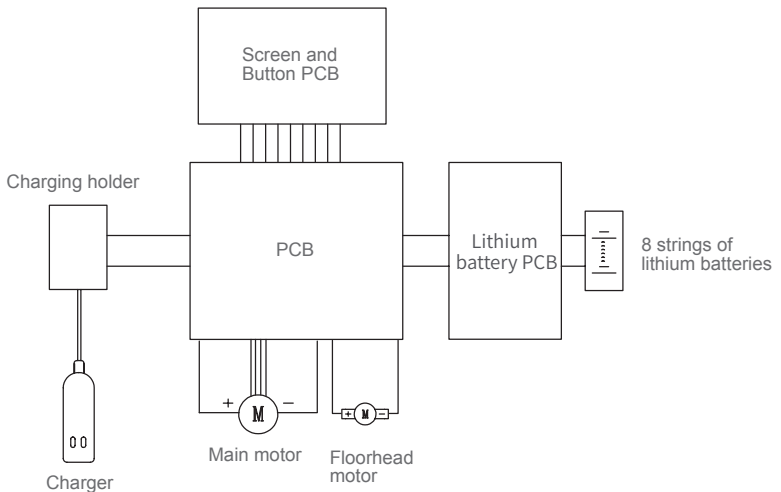 Screen and
Button PCB
Charging holder
PCB
Lithium
battery PCB
8 strings of
lithium batteries
+ M −
+ M −
Main motor
Floorhead
motor
Charger